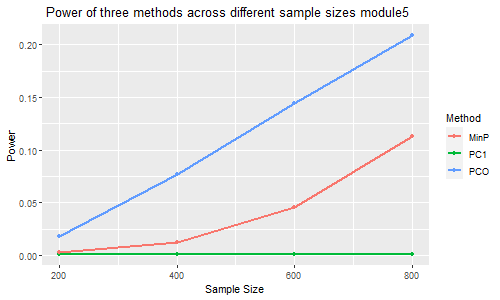 Power of three methods across different sample sizes module5
Power
0.20
0.15
0.10
0.05
0.00
200
400
600
800
Sample Size
Method
MinP
PC1
PCO